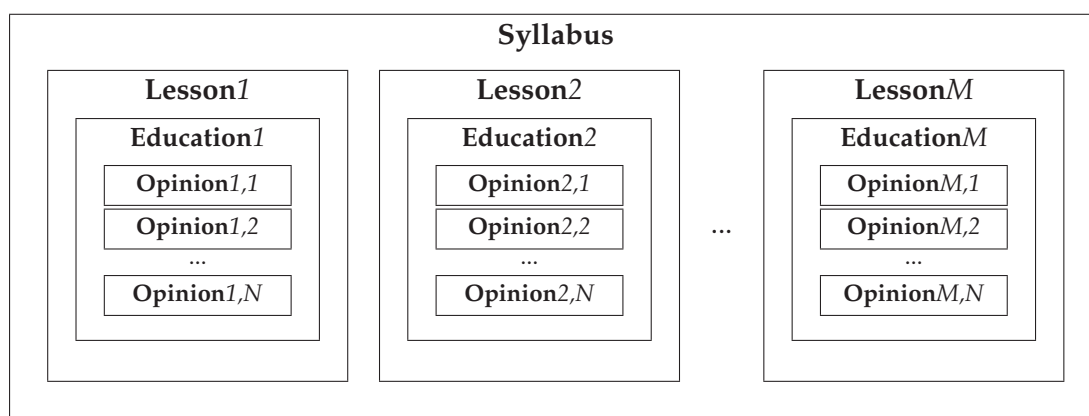 Syllabus
Lesson1 Lesson2 LessonM
Education1 Education2 EducationM
Opinion1,1 Opinion2,1 OpinionM,1
Opinion1,2 Opinion2,2 ... OpinionM,2
... ... ...
Opinion1,N Opinion2,N OpinionM,N